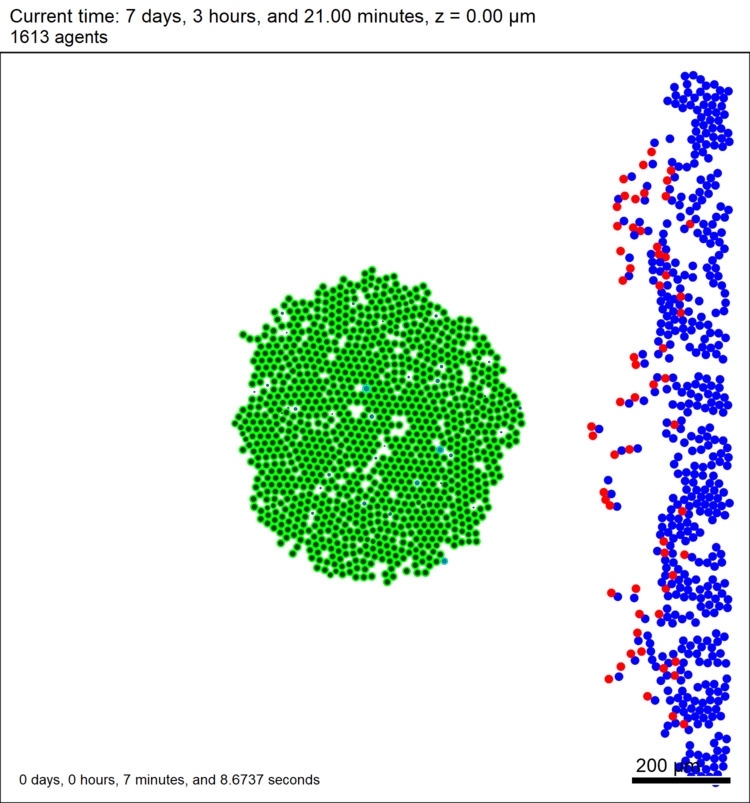 Current time: 7 days, 3 hours, and 21.00 minutes, z = 0.00 μm
1613 agents
200 μm
0 days, 0 hours, 7 minutes, and 8.6737 seconds